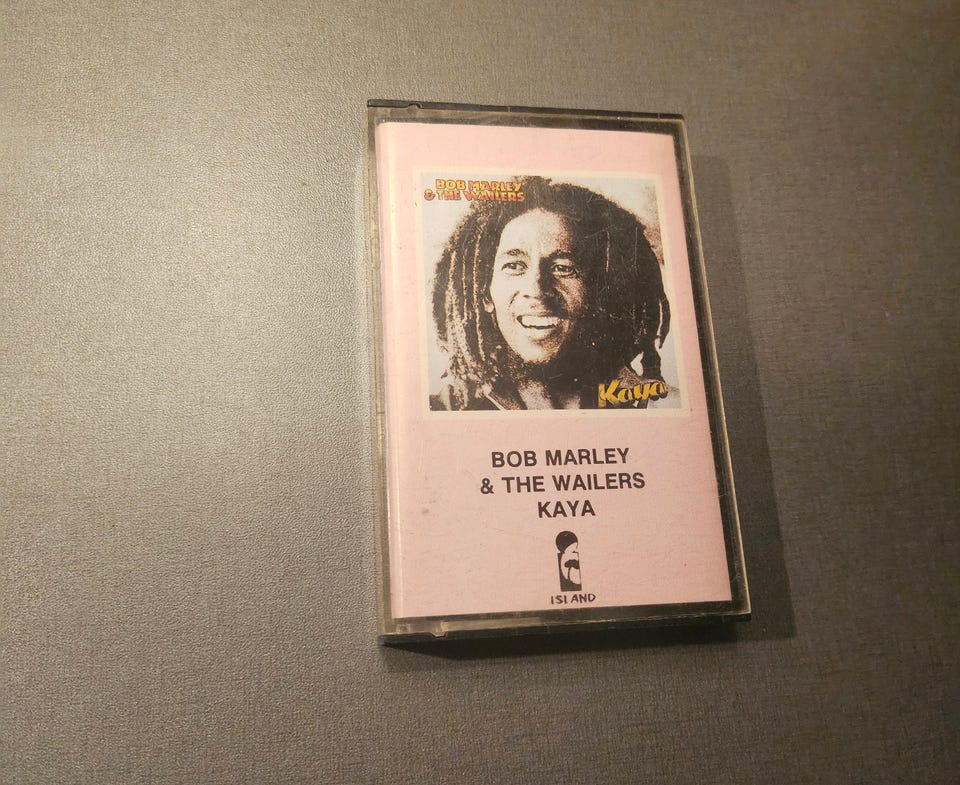 BOB MARLEY
& THE WAILERS
Kaya
BOB MARLEY
& THE WAILERS
KAYA
ISLAND